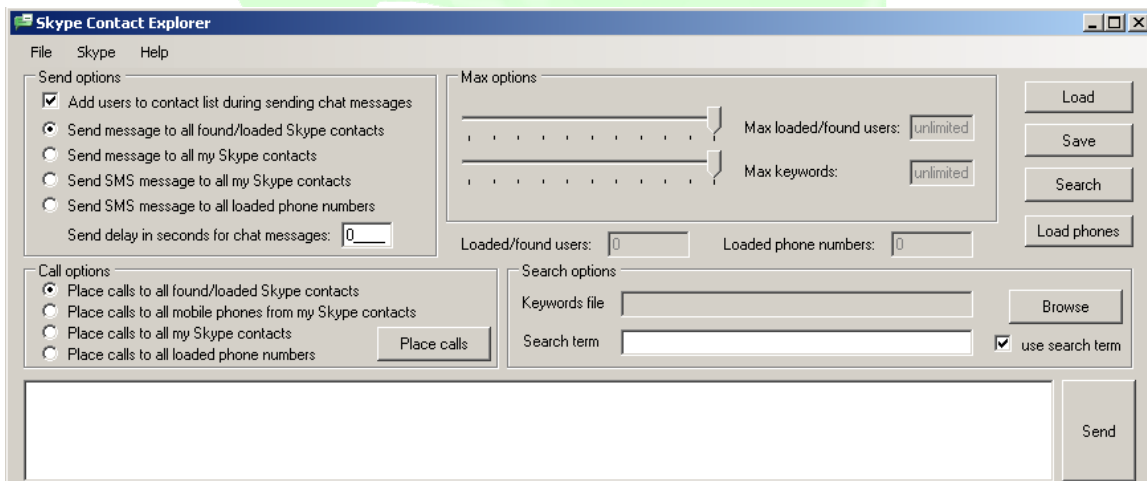 Skype Contact Explorer
File Skype Help
Send options
Add users to contact list during sending chat messages
Send message to all found/loaded Skype contacts
Send message to all my Skype contacts
Send SMS message to all my Skype contacts
Send SMS message to all loaded phone numbers
Send delay in seconds for chat messages: 0____
Max options
Max loaded/found users: unlimited
Max keywords: unlimited
Load
Save
Search
Load phones
Loaded/found users: 0 Loaded phone numbers: 0
Call options
Place calls to all found/loaded Skype contacts
Place calls to all mobile phones from my Skype contacts
Place calls to all my Skype contacts
Place calls to all loaded phone numbers
Place calls
Search options
Keywords file Browse
Search term use search term
Send